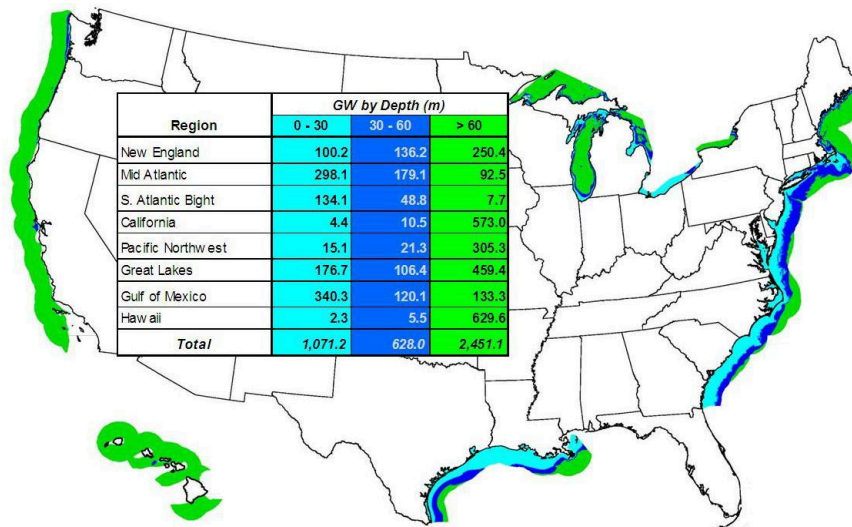 GW by Depth (m)
Region 0 - 30 30 - 60 > 60
New England 100.2 136.2 250.4
Mid Atlantic 298.1 179.1 92.5
S. Atlantic Bight 134.1 48.8 7.7
California 4.4 10.5 573.0
Pacific Northwest 15.1 21.3 305.3
Great Lakes 176.7 106.4 459.4
Gulf of Mexico 340.3 120.1 133.3
Hawaii 2.3 5.5 629.6
Total 1,071.2 628.0 2,451.1